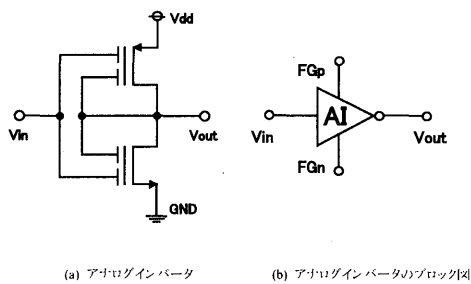 Vdd
Vin
Vout
GND
FGp
AI
Vin
Vout
FGn
(a) アナログインバータ
(b) アナログインバータのブロック図